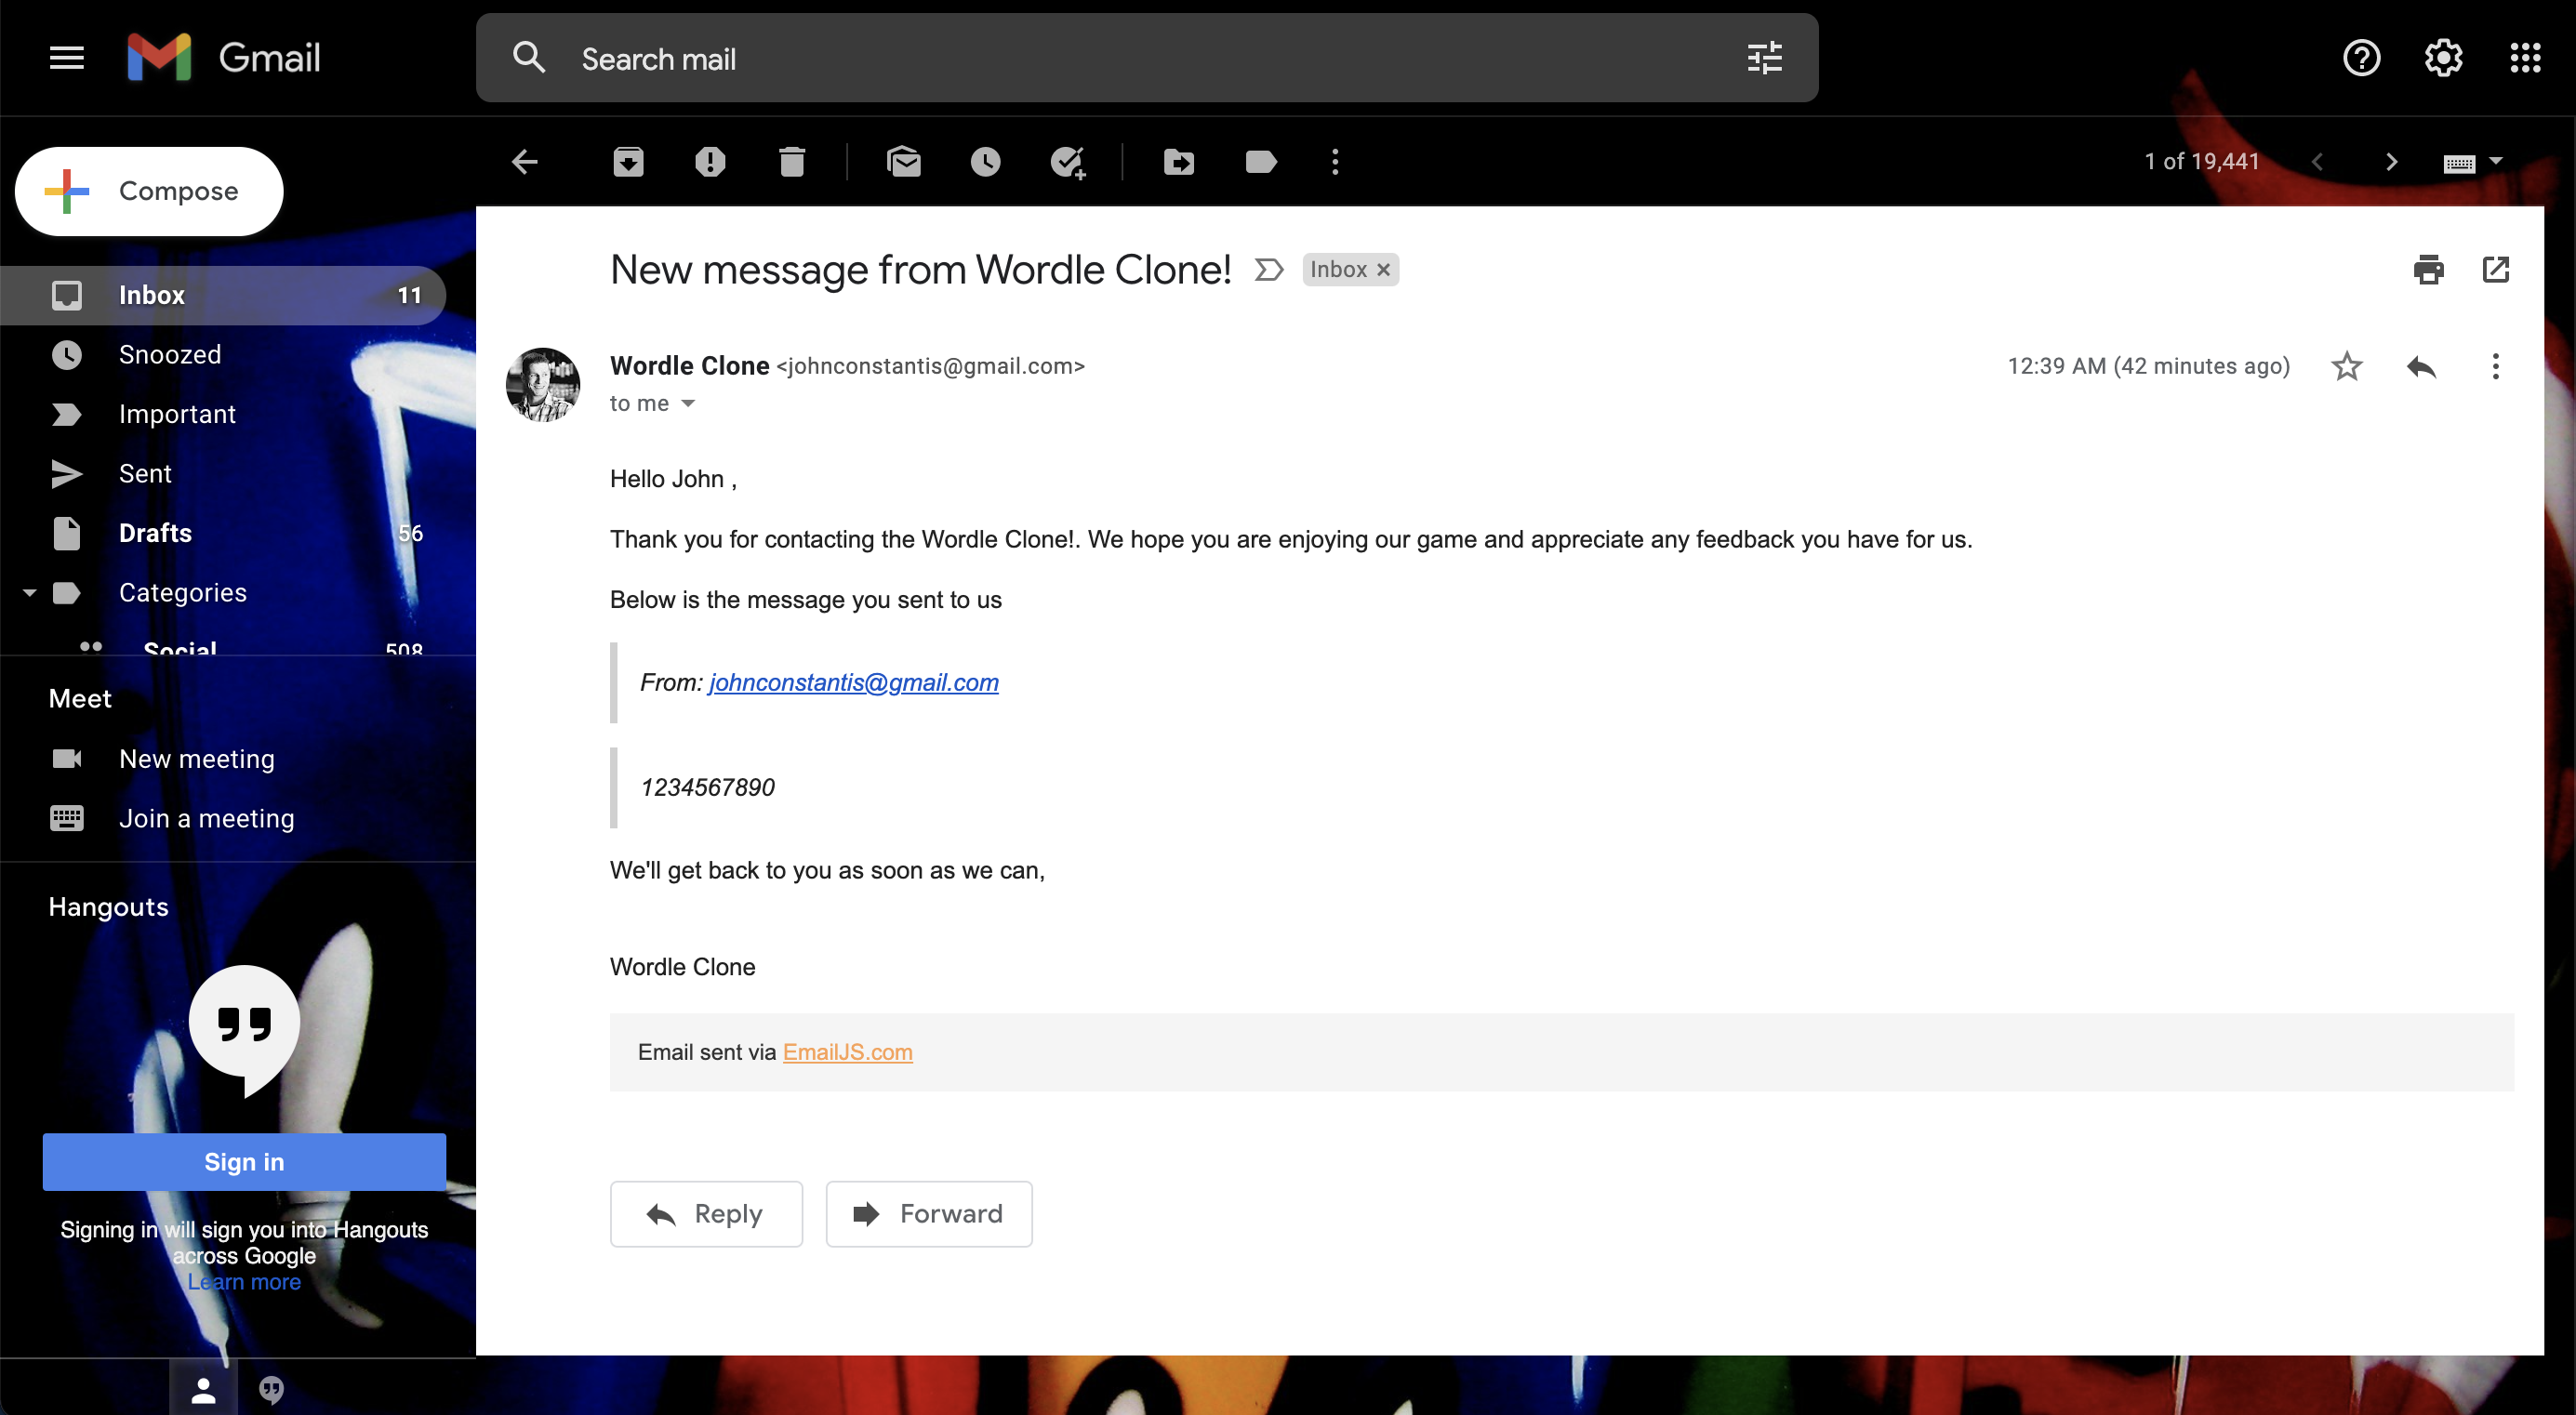 Gmail
Search mail
Compose
1 of 19,441
Inbox 11
Snoozed
Important
Sent
Drafts 56
Categories
Social 508
Meet
New meeting
Join a meeting
Hangouts
Sign in
Signing in will sign you into Hangouts
across Google
Learn more
New message from Wordle Clone! Inbox ×
Wordle Clone <johnconstantis@gmail.com> 12:39 AM (42 minutes ago)
to me
Hello John ,
Thank you for contacting the Wordle Clone!. We hope you are enjoying our game and appreciate any feedback you have for us.
Below is the message you sent to us
From: johnconstantis@gmail.com
1234567890
We'll get back to you as soon as we can,
Wordle Clone
Email sent via EmailJS.com
Reply
Forward